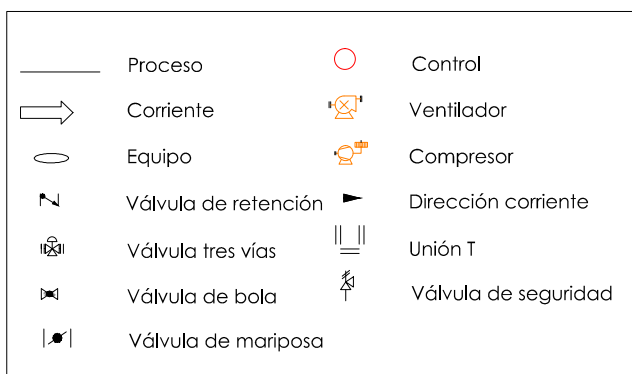 Proceso
Control
Corriente
Ventilador
Equipo
Compresor
Válvula de retención
Dirección corriente
Válvula tres vías
Unión T
Válvula de bola
Válvula de seguridad
Válvula de mariposa